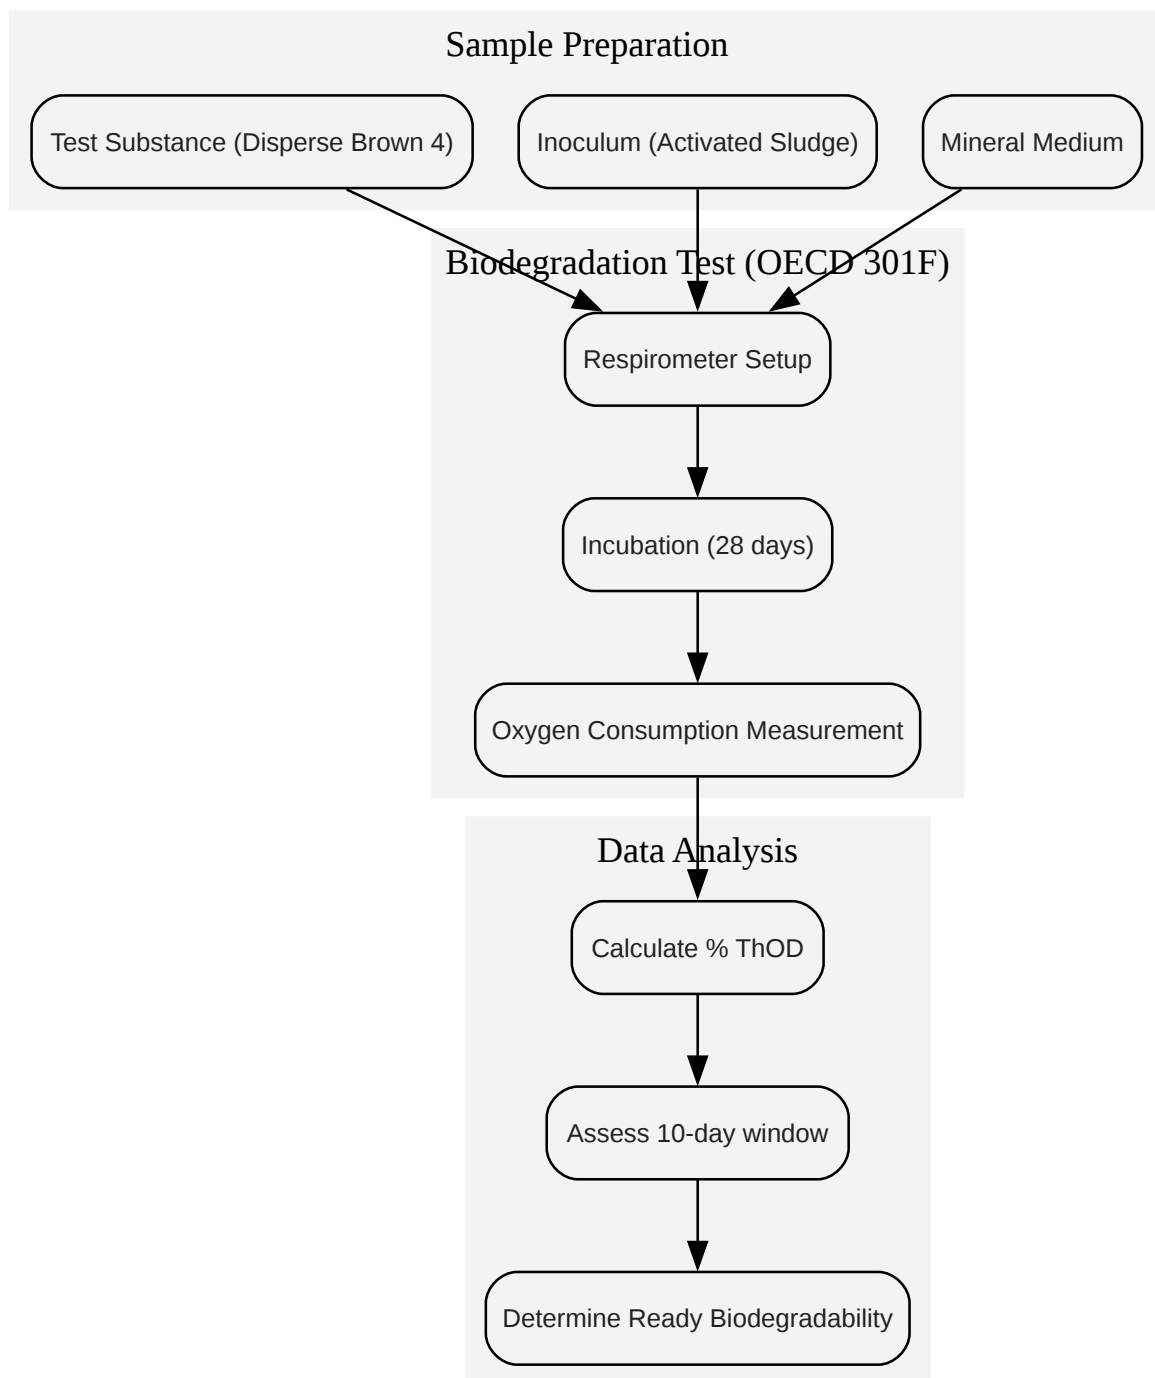 Sample Preparation
Test Substance (Disperse Brown 4)
Inoculum (Activated Sludge)
Mineral Medium
Biodegradation Test (OECD 301F)
Respirometer Setup
Incubation (28 days)
Oxygen Consumption Measurement
Data Analysis
Calculate % ThOD
Assess 10-day window
Determine Ready Biodegradability